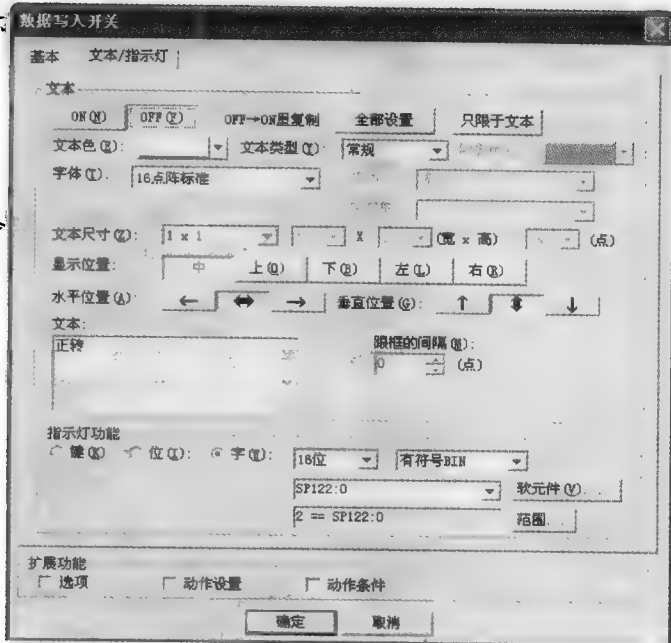 数据写入开关
基本 文本/指示灯
文本
ON(N) OFF(F) OFF→ON里复制 全部设置 只限于文本
文本色(E): 文本类型(Y): 常规
字体(T). 16点阵标准
文本尺寸(Z): 1 x 1 X (宽 x 高) (点)
显示位置: 中 上(O) 下(B) 左(L) 右(R)
水平位置(A): ← ↔ → 垂直位置(G): ↑ ↕ ↓
文本:
正转
跟框的间隔(M):
0 (点)
指示灯功能
键(K) 位(I): 字(W): 16位 有符号BIN
SP122:0 软元件(V)...
2 == SP122:0 范围...
扩展功能
选项 动作设置 动作条件
确定 取消